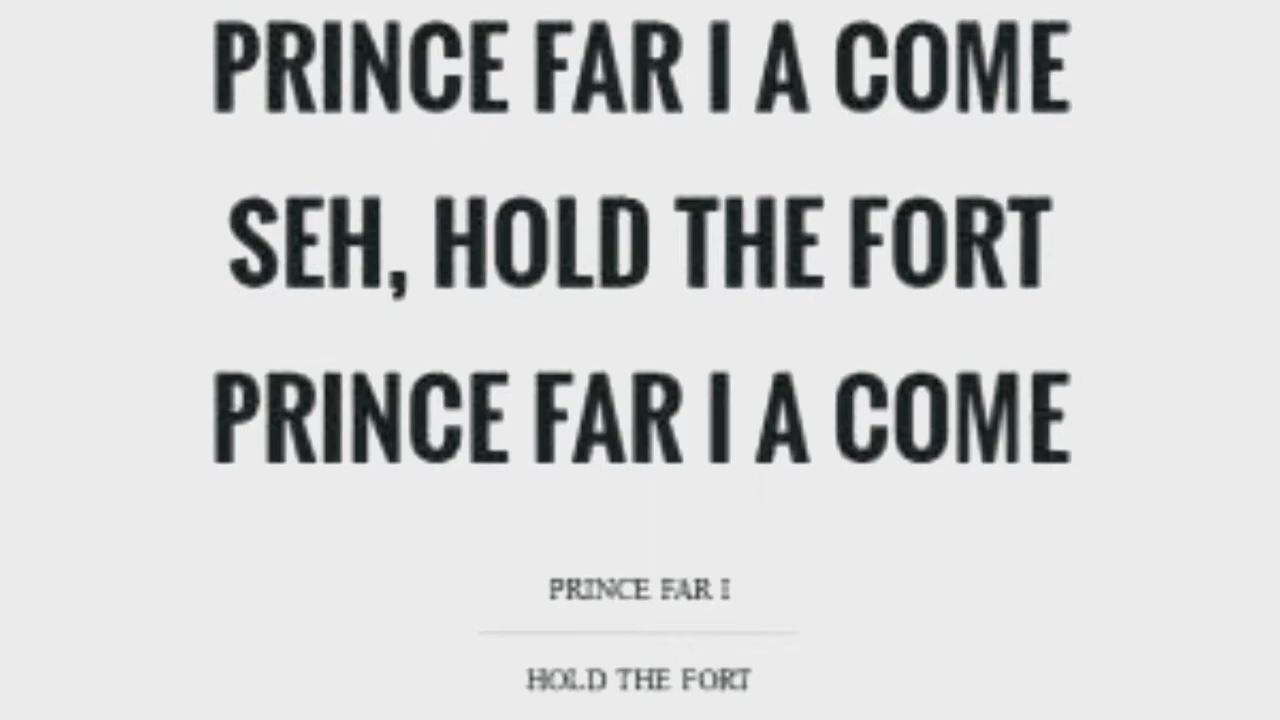 PRINCE FAR I A COME
SEH, HOLD THE FORT
PRINCE FAR I A COME
PRINCE FAR I
HOLD THE FORT